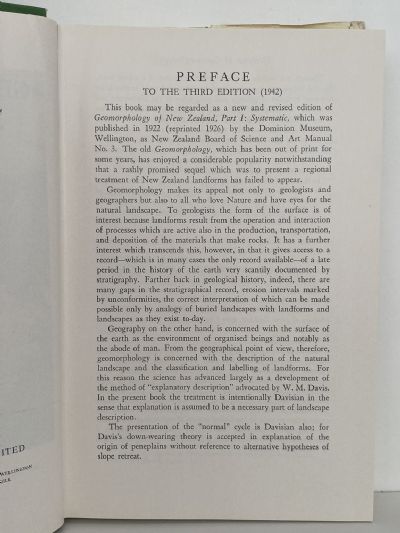 PREFACE
TO THE THIRD EDITION (1942)
This book may be regarded as a new and revised edition of
Geomorphology of New Zealand, Part I: Systematic, which was
published in 1922 (reprinted 1926) by the Dominion Museum,
Wellington, as New Zealand Board of Science and Art Manual
No. 3. The old Geomorphology, which has been out of print for
some years, has enjoyed a considerable popularity notwithstanding
that a rashly promised sequel which was to present a regional
treatment of New Zealand landforms has failed to appear.
Geomorphology makes its appeal not only to geologists and
geographers but also to all who love Nature and have eyes for the
natural landscape. To geologists the form of the surface is of
interest because landforms result from the operation and interaction
of processes which are active also in the production, transportation,
and deposition of the materials that make rocks. It has a further
interest which transcends this, however, in that it gives access to a
record—which is in many cases the only record available—of a late
period in the history of the earth very scantily documented by
stratigraphy. Farther back in geological history, indeed, there are
many gaps in the stratigraphical record, erosion intervals marked
by unconformities, the correct interpretation of which can be made
possible only by analogy of buried landscapes with landforms and
landscapes as they exist to-day.
Geography on the other hand, is concerned with the surface of
the earth as the environment of organised beings and notably as
the abode of man. From the geographical point of view, therefore,
geomorphology is concerned with the description of the natural
landscape and the classification and labelling of landforms. For
this reason the science has advanced largely as a development of
the method of "explanatory description" advocated by W. M. Davis.
In the present book the treatment is intentionally Davisian in the
sense that explanation is assumed to be a necessary part of landscape
description.
The presentation of the "normal" cycle is Davisian also; for
Davis's down-wearing theory is accepted in explanation of the
origin of peneplains without reference to alternative hypotheses of
slope retreat.
ITED
WELLINGTON